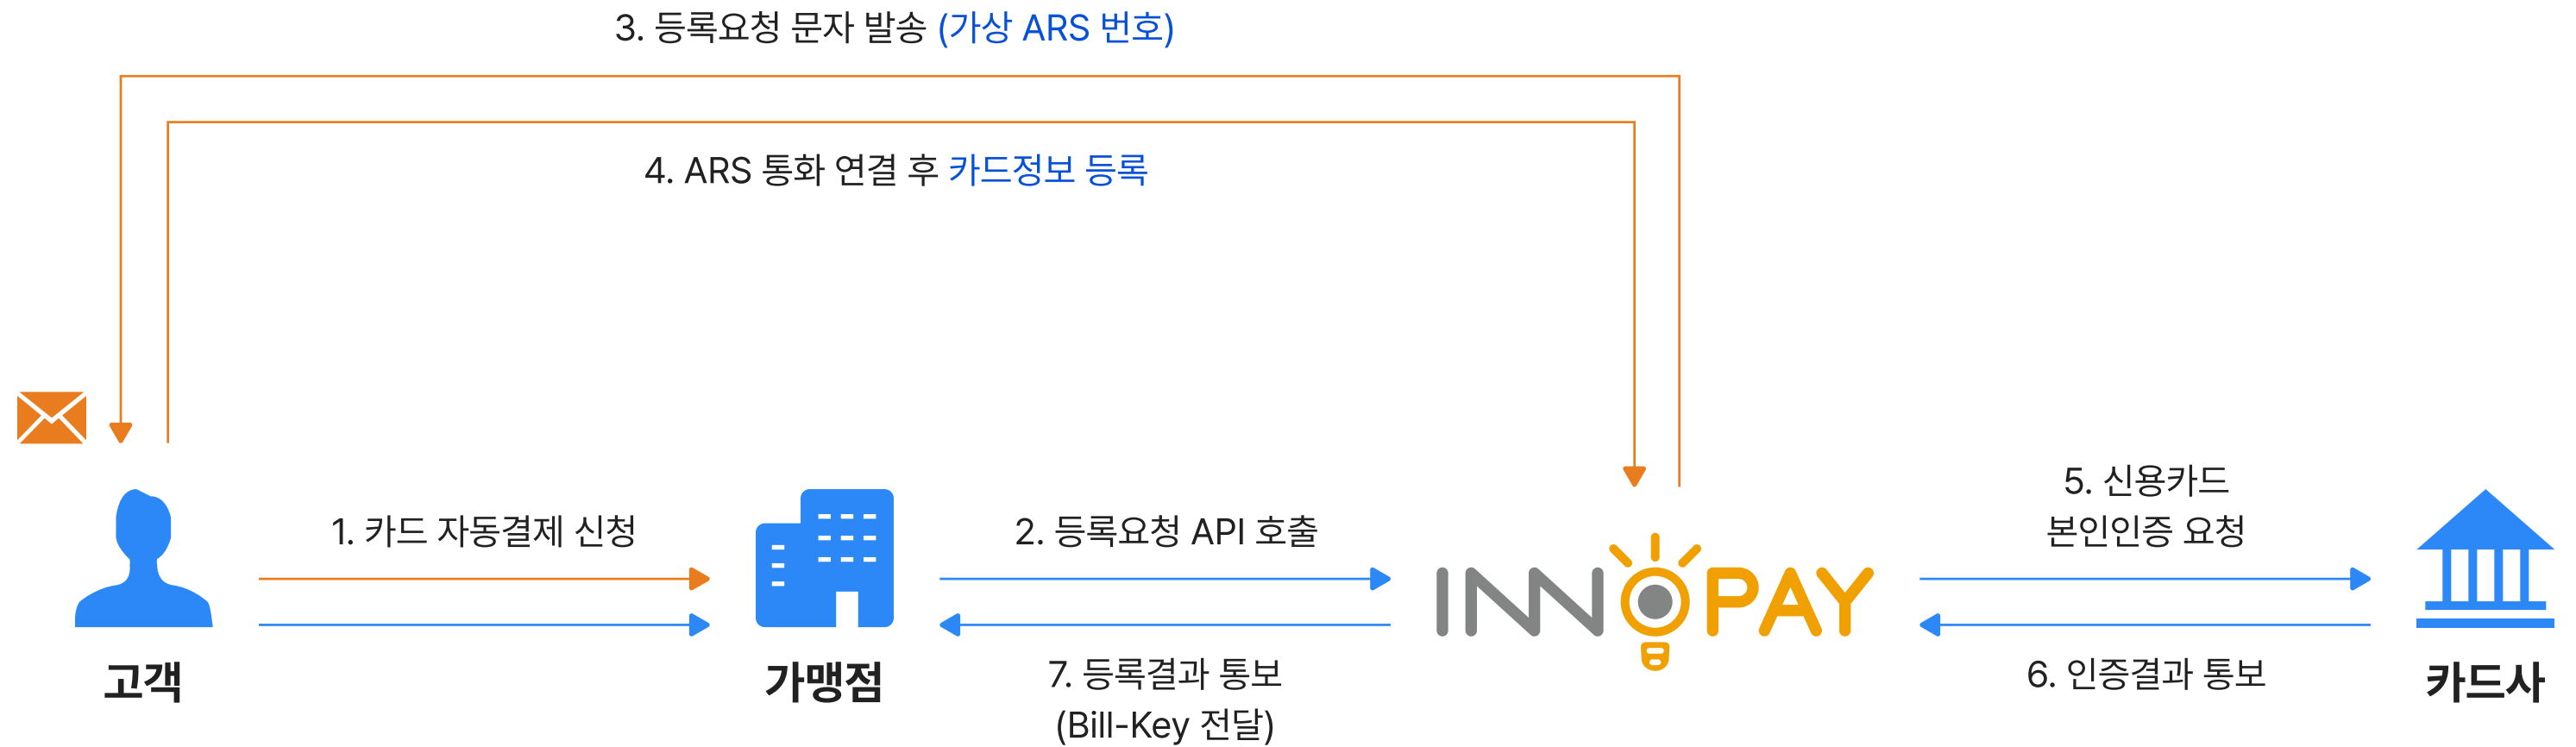 3. 등록요청 문자 발송 (가상 ARS 번호)
4. ARS 통화 연결 후 카드정보 등록
1. 카드 자동결제 신청
2. 등록요청 API 호출
5. 신용카드
본인인증 요청
INNOPAY
7. 등록결과 통보
(Bill-Key 전달)
6. 인증결과 통보
고객
가맹점
카드사